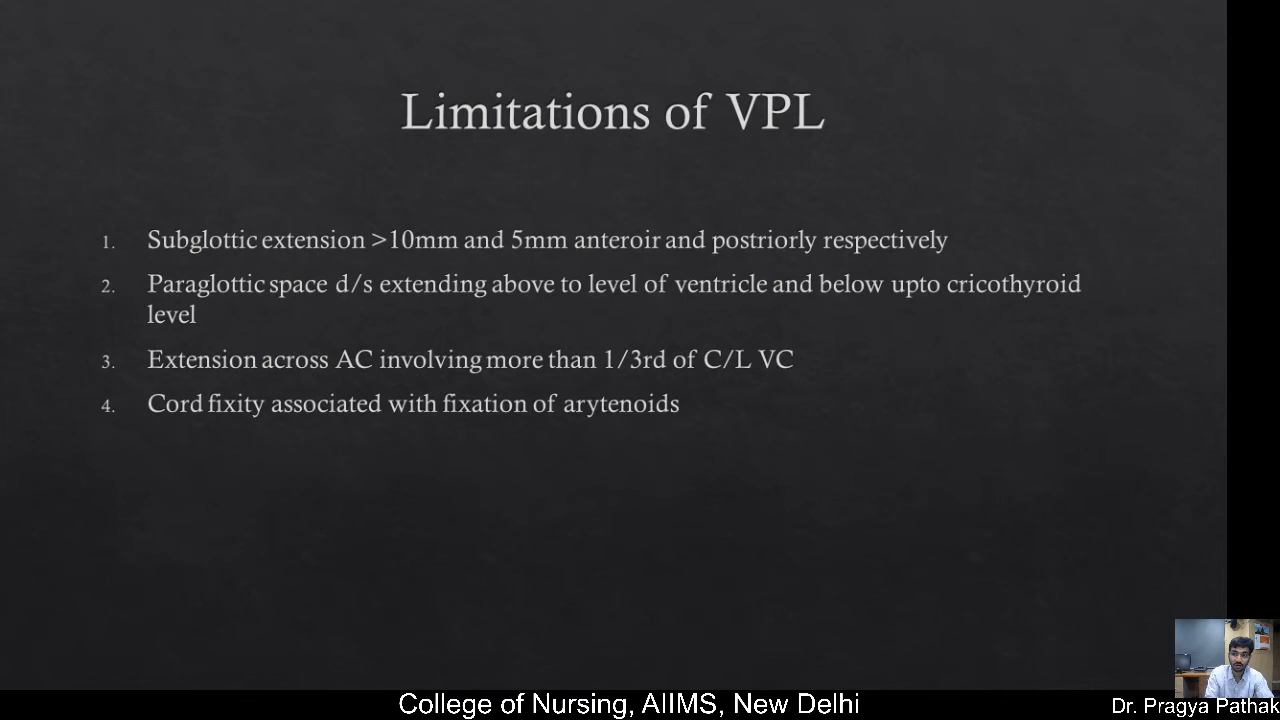 Limitations of VPL
1. Subglottic extension >10mm and 5mm anteroir and postriorly respectively
2. Paraglottic space d/s extending above to level of ventricle and below upto cricothyroid
level
3. Extension across AC involving more than 1/3rd of C/L VC
4. Cord fixity associated with fixation of arytenoids
College of Nursing, AIIMS, New Delhi
Dr. Pragya Pathak